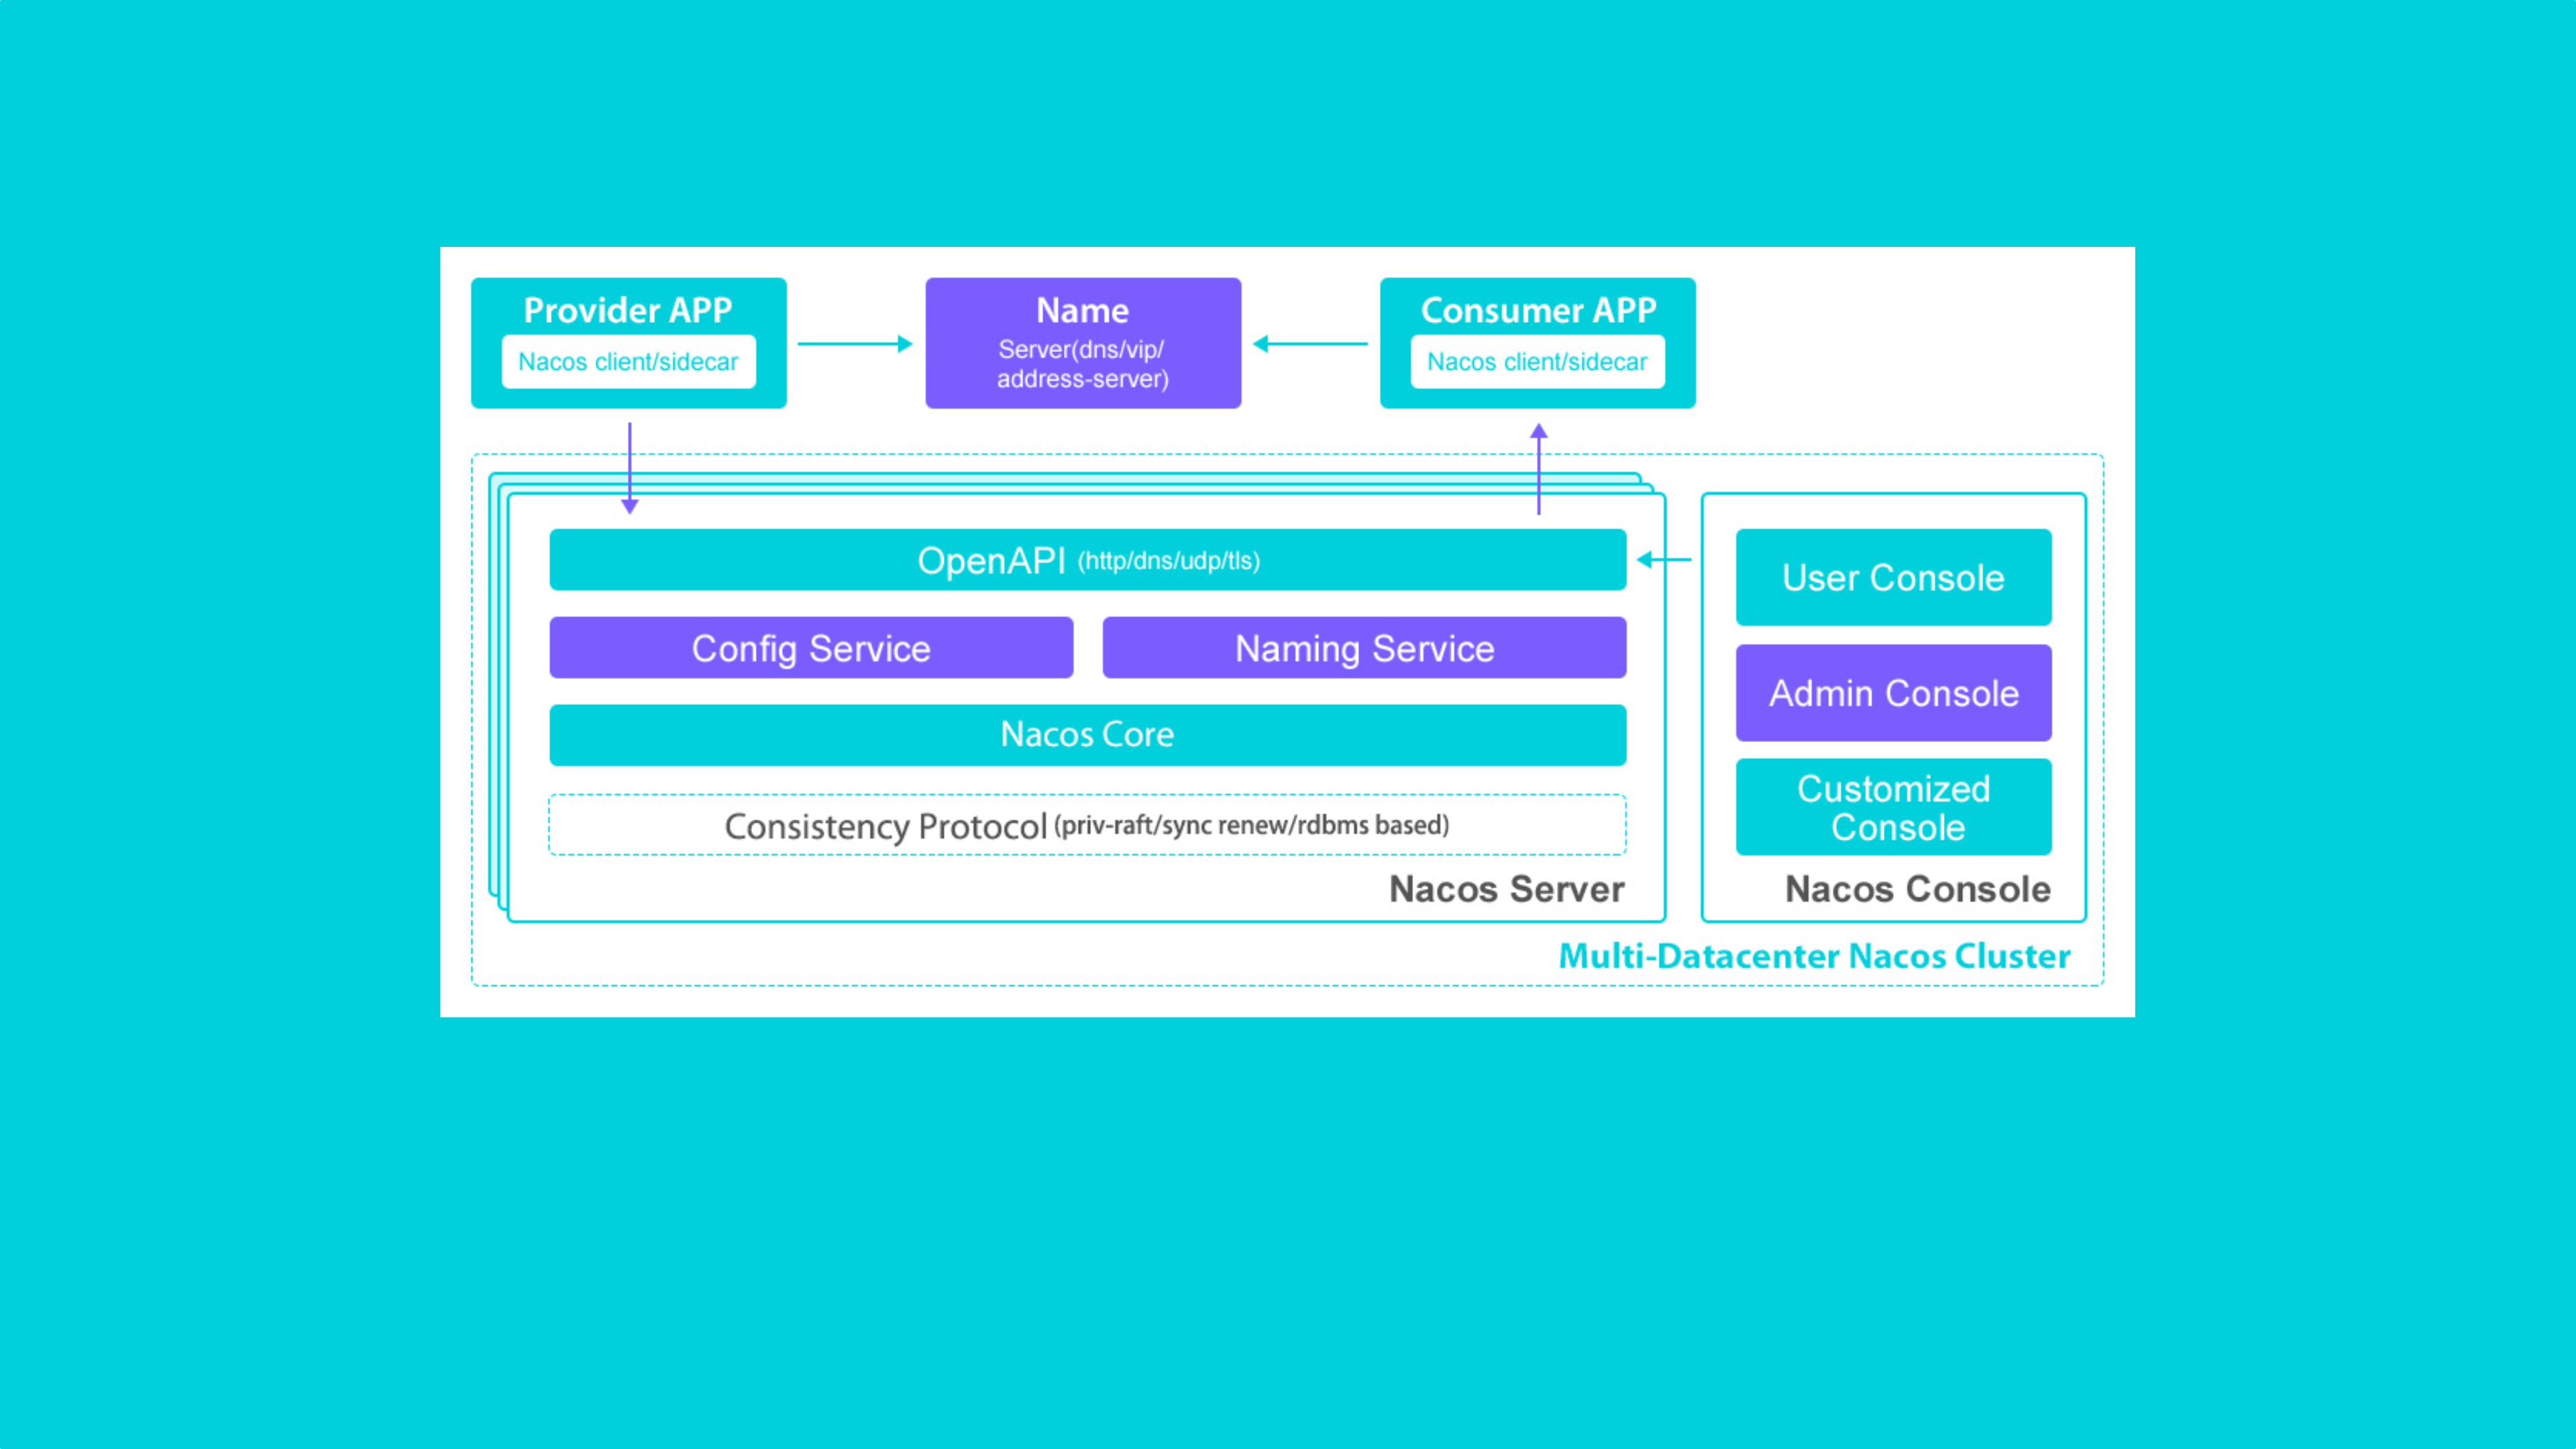 Provider APP
Nacos client/sidecar
Name
Server(dns/vip/
address-server)
Consumer APP
Nacos client/sidecar
OpenAPI (http/dns/udp/tls)
Config Service
Naming Service
Nacos Core
Consistency Protocol (priv-raft/sync renew/rdbms based)
Nacos Server
User Console
Admin Console
Customized
Console
Nacos Console
Multi-Datacenter Nacos Cluster